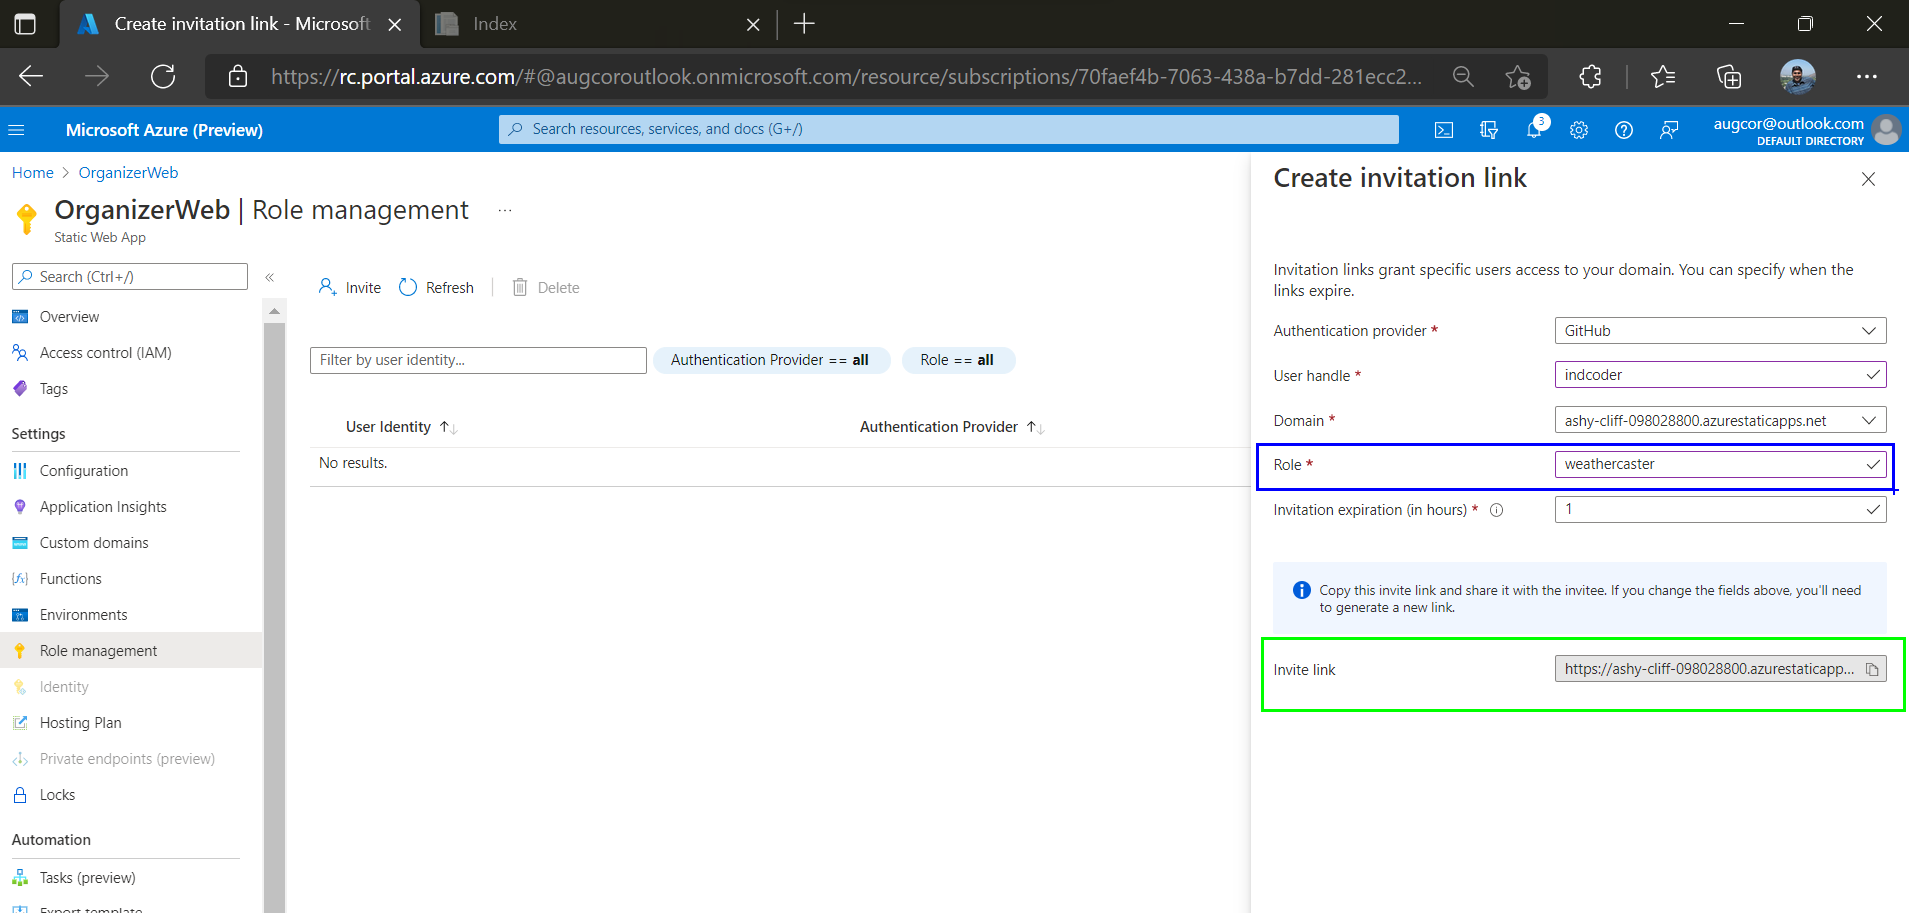 Create invitation link - Microsoft
Index
https://rc.portal.azure.com/#@augcoroutlook.onmicrosoft.com/resource/subscriptions/70faef4b-7063-438a-b7dd-281ecc2...
Microsoft Azure (Preview)
Search resources, services, and docs (G+/)
3
augcor@outlook.com
DEFAULT DIRECTORY
Home > OrganizerWeb
OrganizerWeb | Role management ...
Static Web App
Search (Ctrl+/)
«
Overview
Access control (IAM)
Tags
Settings
Configuration
Application Insights
Custom domains
Functions
Environments
Role management
Identity
Hosting Plan
Private endpoints (preview)
Locks
Automation
Tasks (preview)
Export template
Invite
Refresh
Delete
Filter by user identity...
Authentication Provider == all
Role == all
User Identity ↑↓
Authentication Provider ↑↓
No results.
Create invitation link
Invitation links grant specific users access to your domain. You can specify when the
links expire.
Authentication provider *
GitHub
User handle *
indcoder
Domain *
ashy-cliff-098028800.azurestaticapps.net
Role *
weathercaster
Invitation expiration (in hours) *
1
Copy this invite link and share it with the invitee. If you change the fields above, you'll need
to generate a new link.
Invite link
https://ashy-cliff-098028800.azurestaticapp...